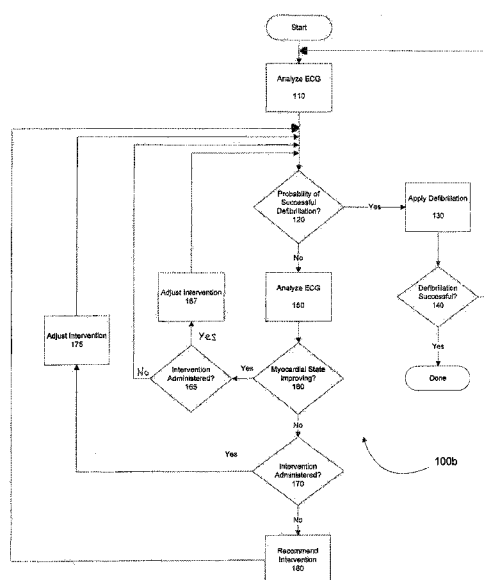 Start
Analyze ECG
110
Probability of
Successful
Defibrillation?
120
Yes
Apply Defibrillation
130
No
Analyze ECG
150
Defibrillation
Successful?
140
Adjust Intervention
167
Adjust Intervention
175
Yes
Yes
Done
No
Intervention
Administered?
165
Yes
Myocardial State
Improving?
160
No
Yes
Intervention
Administered?
170
100b
No
Recommend
Intervention
180